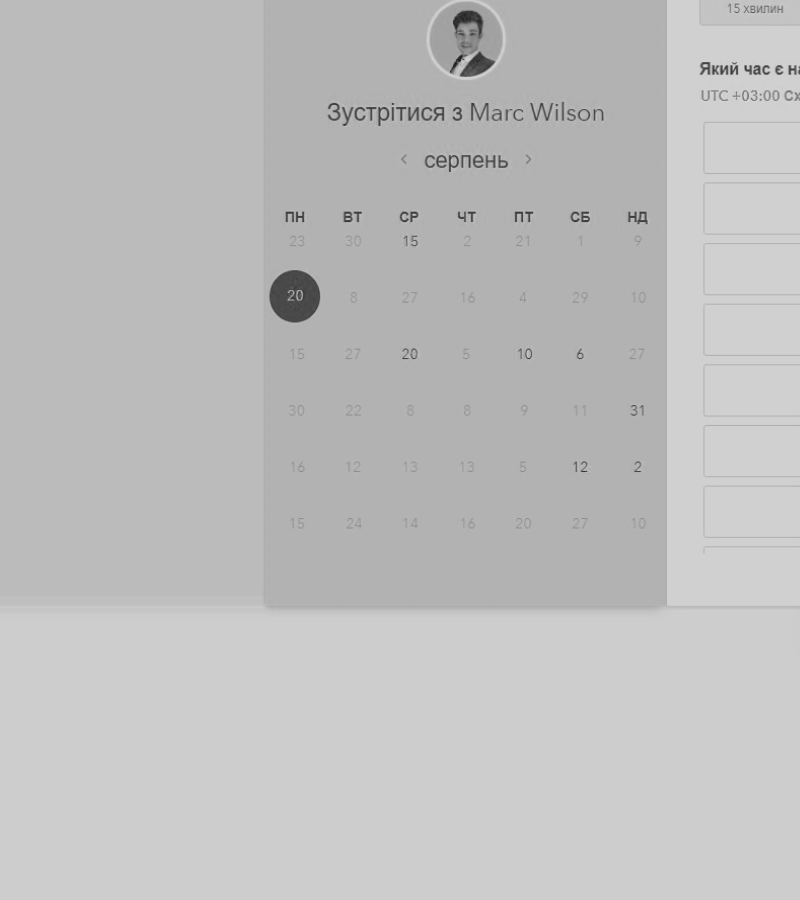 15 хвилин
Зустрітися з Marc Wilson
Який час є
UTC +03:00
серпень
ПН ВТ СР ЧТ ПТ СБ НД
23 30 15 2 21 1 9
20 8 27 16 4 29 10
15 27 20 5 10 6 27
30 22 8 8 9 11 31
16 12 13 13 5 12 2
15 24 14 16 20 27 10